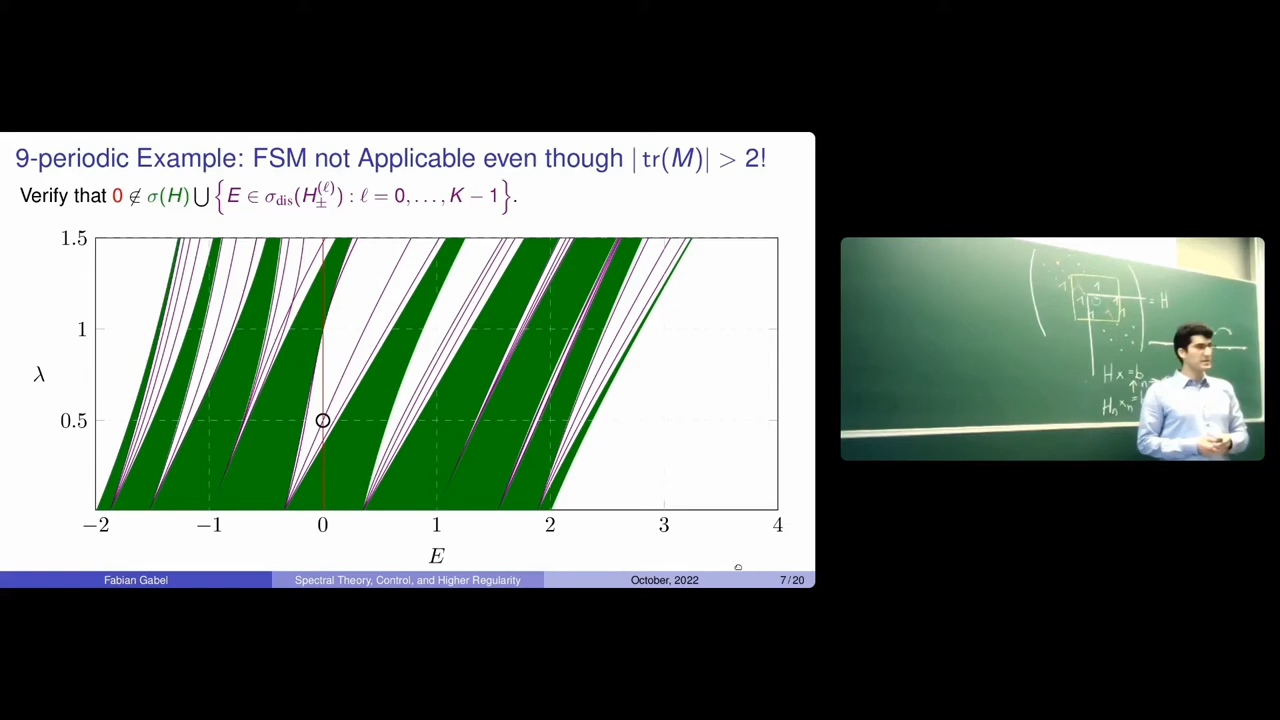 9-periodic Example: FSM not Applicable even though | tr(M)| > 2!
Verify that 0 ∉ σ(H) ∪ {E ∈ σ_dis(H_±^(ℓ)) : ℓ = 0, . . . , K − 1}.
1.5
1
0.5
λ
−2 −1 0 1 2 3 4
E
Fabian Gabel Spectral Theory, Control, and Higher Regularity October, 2022 7 / 20
= H
H x = b
H_n x_n =